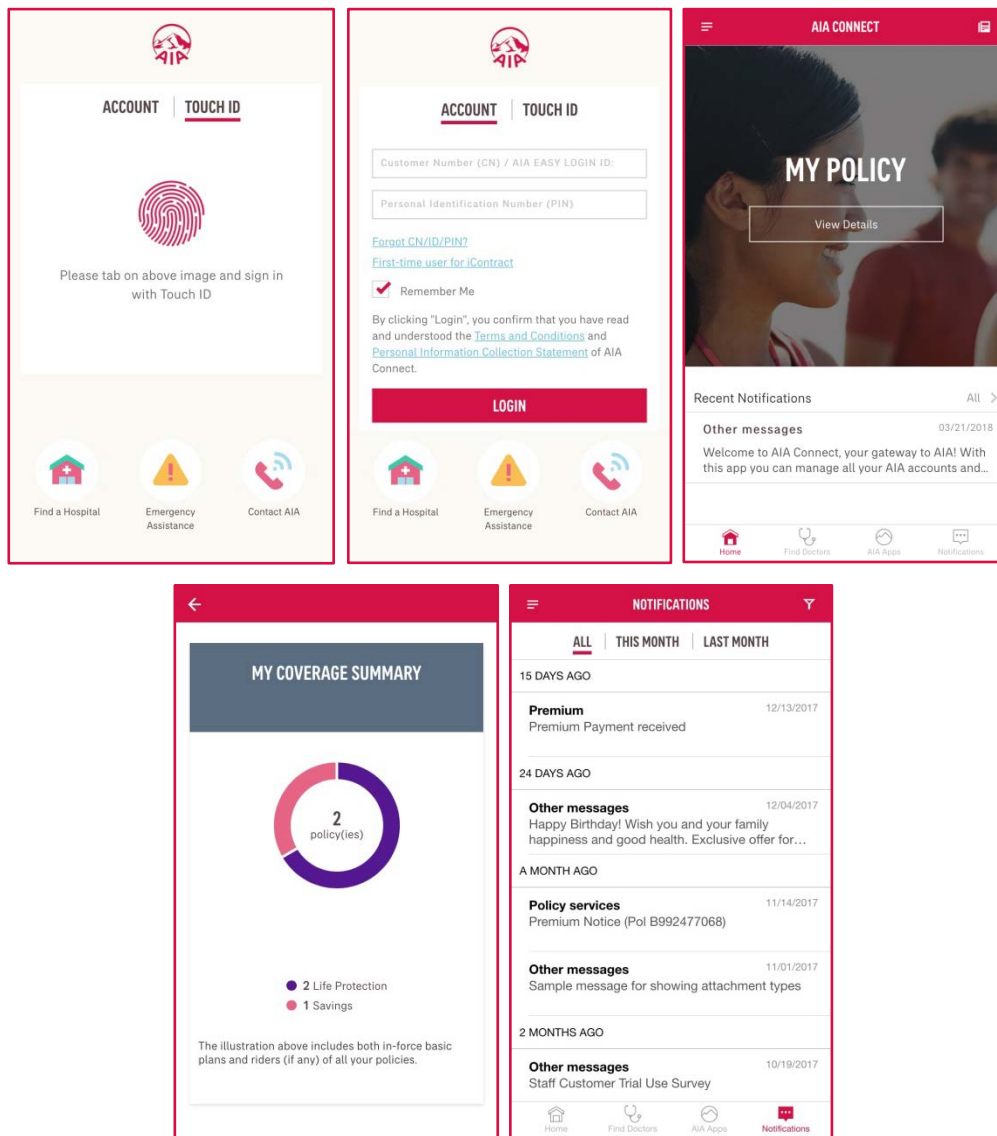 AIA
ACCOUNT
TOUCH ID
Please tab on above image and sign in
with Touch ID
Find a Hospital
Emergency
Assistance
Contact AIA
AIA
ACCOUNT
TOUCH ID
Customer Number (CN) / AIA EASY LOGIN ID:
Personal Identification Number (PIN)
Forgot CN/ID/PIN?
First-time user for iContract
Remember Me
By clicking "Login", you confirm that you have read
and understood the Terms and Conditions and
Personal Information Collection Statement of AIA
Connect.
LOGIN
Find a Hospital
Emergency
Assistance
Contact AIA
AIA CONNECT
MY POLICY
View Details
Recent Notifications
All
Other messages
03/21/2018
Welcome to AIA Connect, your gateway to AIA! With
this app you can manage all your AIA accounts and...
Home
Find Doctors
AIA Apps
Notifications
MY COVERAGE SUMMARY
2
policy(ies)
2 Life Protection
1 Savings
The illustration above includes both in-force basic
plans and riders (if any) of all your policies.
NOTIFICATIONS
ALL
THIS MONTH
LAST MONTH
15 DAYS AGO
Premium
12/13/2017
Premium Payment received
24 DAYS AGO
Other messages
12/04/2017
Happy Birthday! Wish you and your family
happiness and good health. Exclusive offer for...
A MONTH AGO
Policy services
11/14/2017
Premium Notice (Pol B992477068)
Other messages
11/01/2017
Sample message for showing attachment types
2 MONTHS AGO
Other messages
10/19/2017
Staff Customer Trial Use Survey
Home
Find Doctors
AIA Apps
Notifications